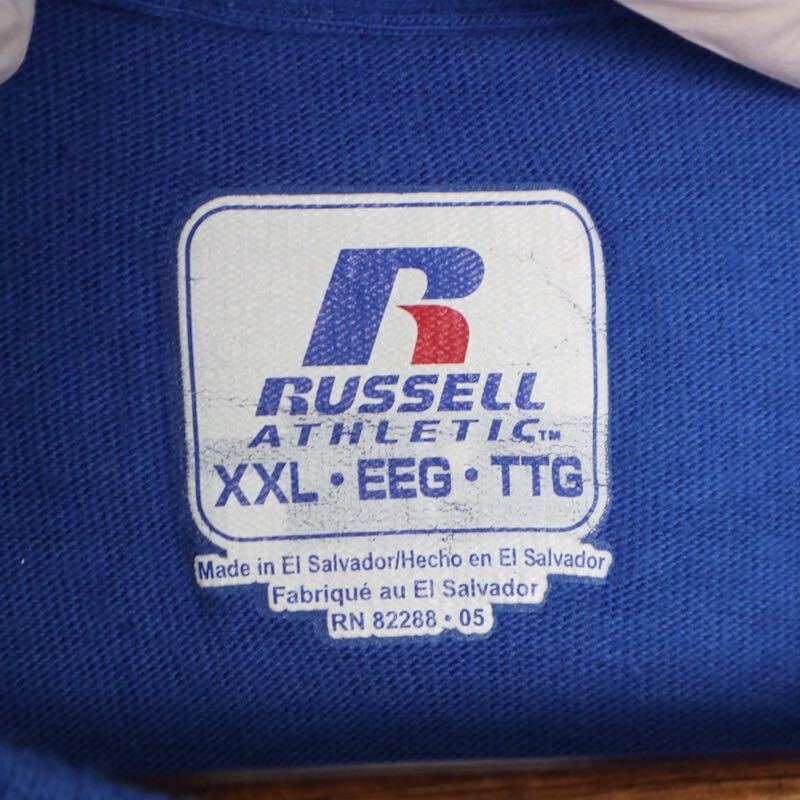 R
RUSSELL
ATHLETIC™
XXL • EEG • TTG
Made in El Salvador/Hecho en El Salvador
Fabriqué au El Salvador
RN 82288 • 05